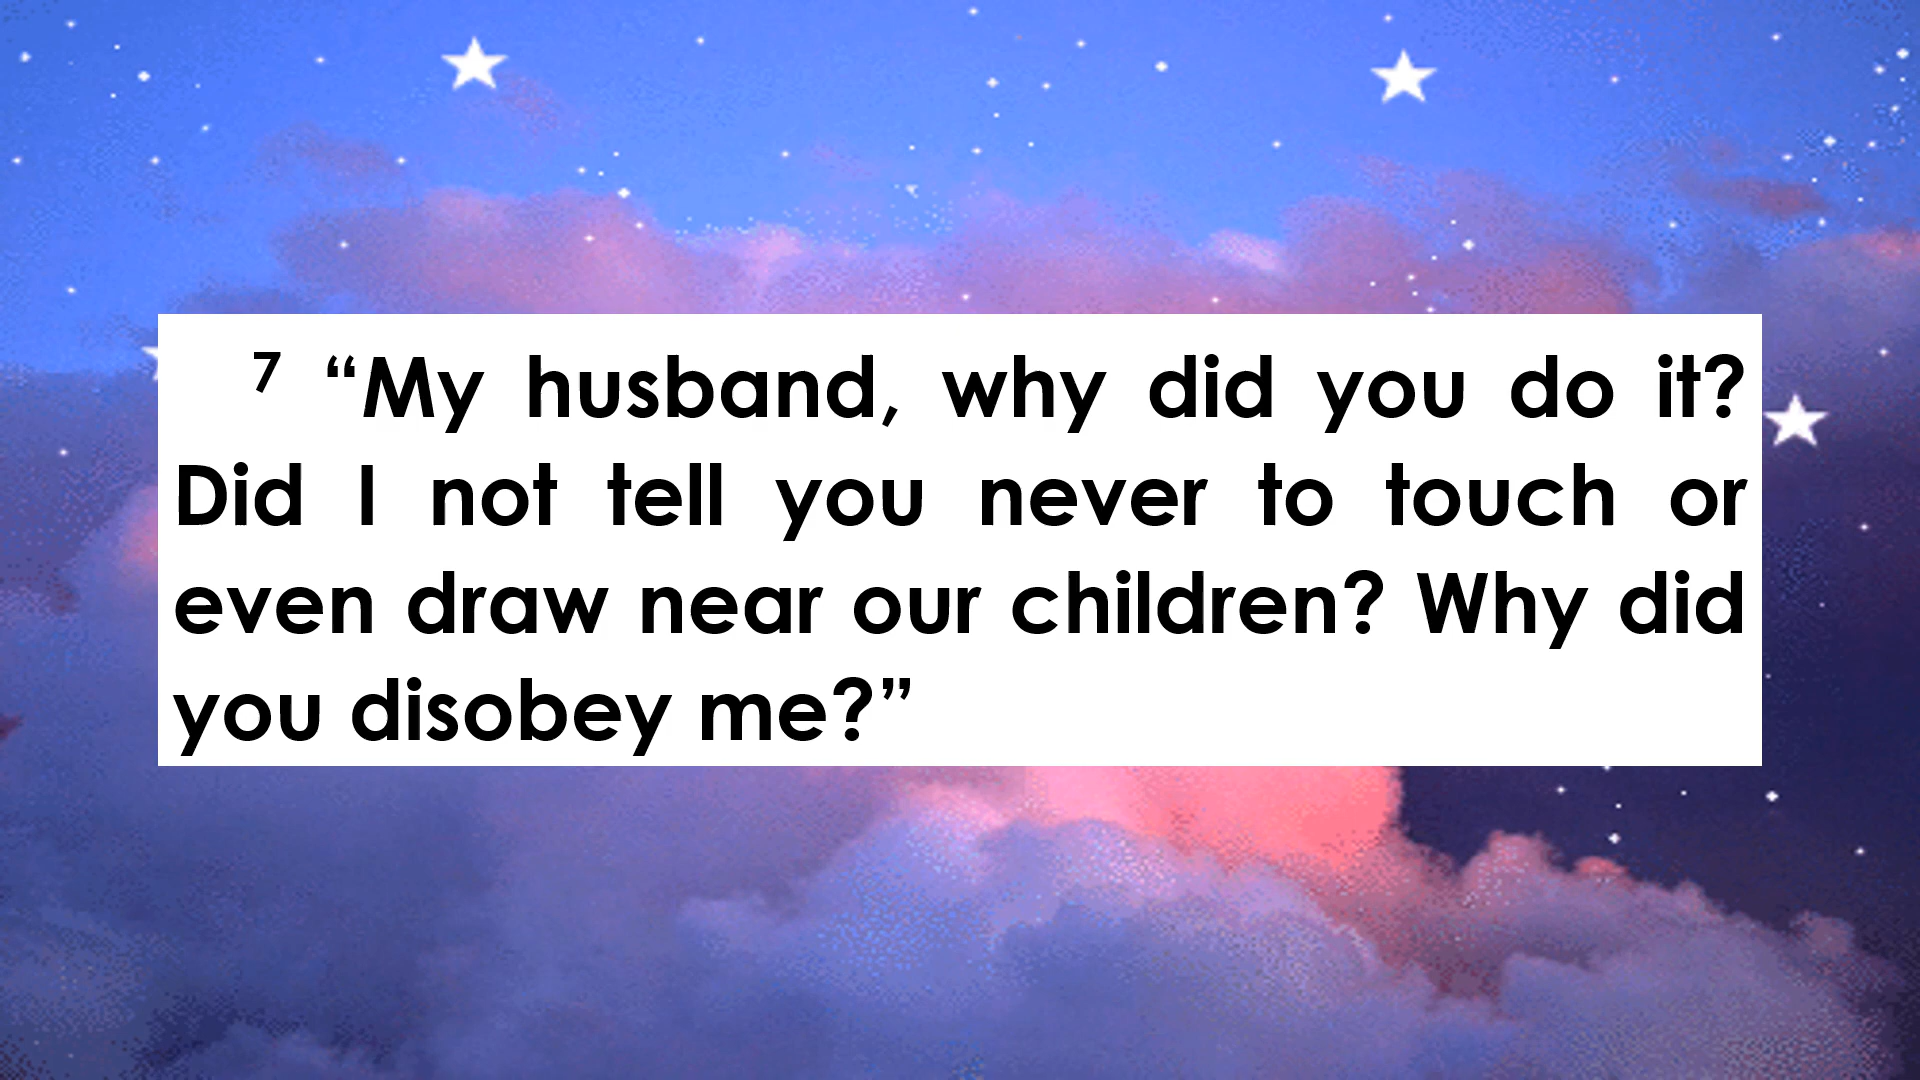 7 “My husband, why did you do it?
Did I not tell you never to touch or
even draw near our children? Why did
you disobey me?”